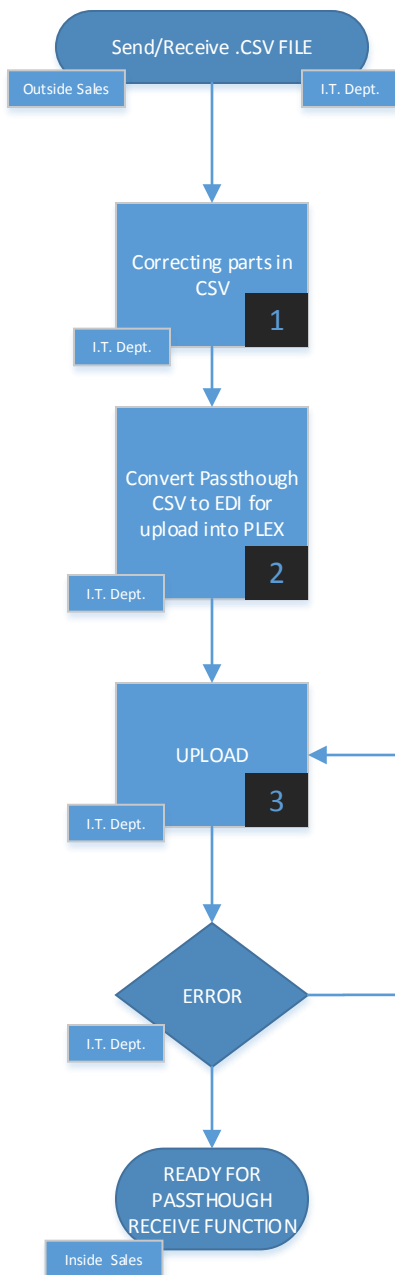 Send/Receive .CSV FILE
Outside Sales
I.T. Dept.
Correcting parts in
CSV
1
I.T. Dept.
Convert Passthough
CSV to EDI for
upload into PLEX
2
I.T. Dept.
UPLOAD
3
I.T. Dept.
ERROR
I.T. Dept.
READY FOR
PASSTHOUGH
RECEIVE FUNCTION
Inside Sales